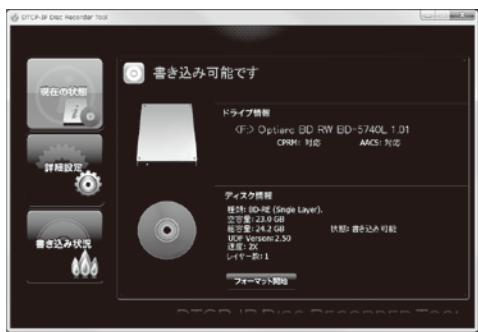 DTCP-IP Disc Recorder Tool
現在の状態
書き込み可能です
ドライブ情報
<F:> Optiarc BD RW BD-5740L 1.01
CPRM: 対応 AACS: 対応
詳細設定
ディスク情報
種類: BD-RE (Single Layer).
空容量: 23.0 GB
総容量: 24.2 GB 状態: 書き込み可能
UDF Version: 2.50
速度: 2X
レイヤー数: 1
書き込み状況
フォーマット開始
DTCP-IP Disc Recorder Tool